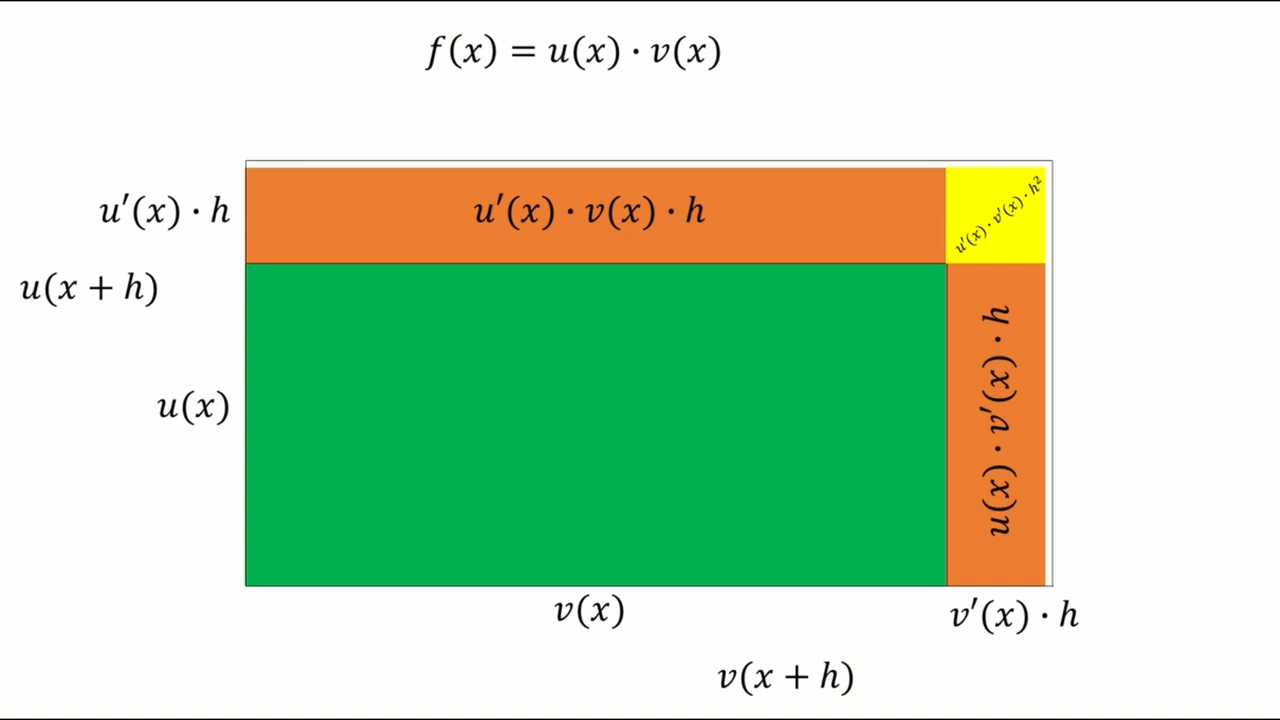 f(x) = u(x) · v(x)
u′(x) · h
u′(x) · v(x) · h
u′(x) · v′(x) · h²
u(x + h)
u(x)
u(x) · v′(x) · h
v(x)
v′(x) · h
v(x + h)